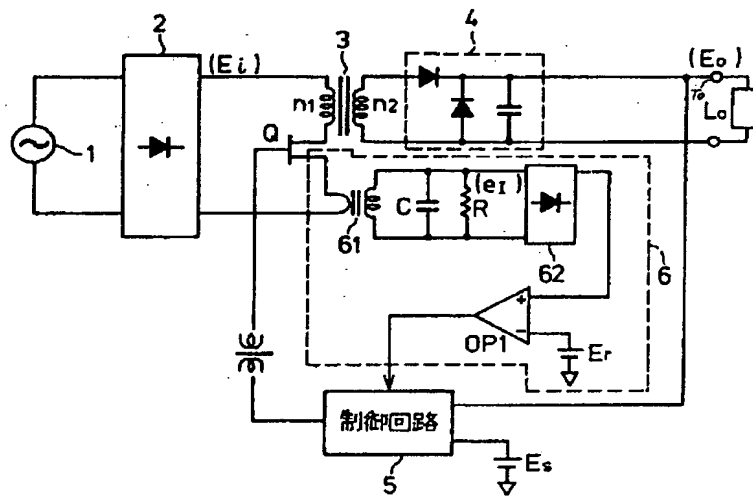 2
(Ei)
3
4
(Eo)
n1
n2
To
Lo
1
Q
(eI)
C
R
61
62
6
+
−
OP1
Er
制御回路
5
Es